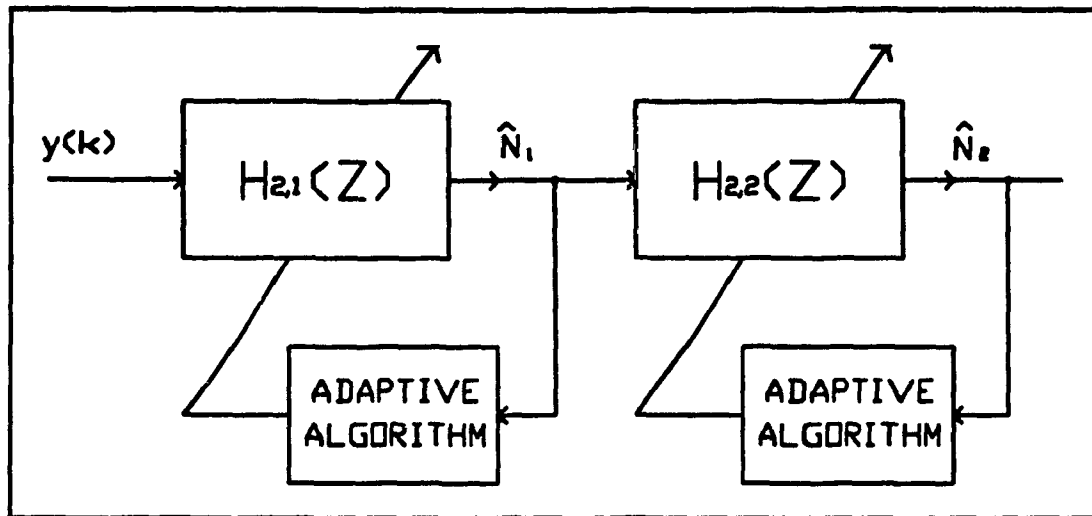 y(k)
H2,1(Z)
N̂1
H2,2(Z)
N̂2
ADAPTIVE
ALGORITHM
ADAPTIVE
ALGORITHM